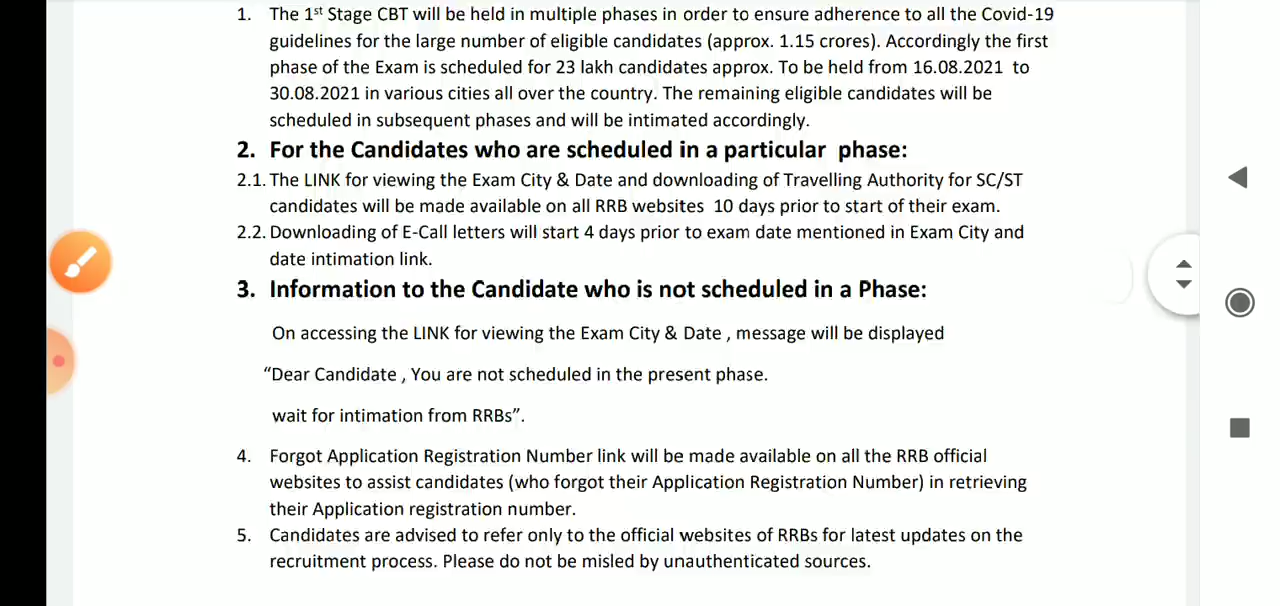 1. The 1st Stage CBT will be held in multiple phases in order to ensure adherence to all the Covid-19
guidelines for the large number of eligible candidates (approx. 1.15 crores). Accordingly the first
phase of the Exam is scheduled for 23 lakh candidates approx. To be held from 16.08.2021 to
30.08.2021 in various cities all over the country. The remaining eligible candidates will be
scheduled in subsequent phases and will be intimated accordingly.
2. For the Candidates who are scheduled in a particular phase:
2.1. The LINK for viewing the Exam City & Date and downloading of Travelling Authority for SC/ST
candidates will be made available on all RRB websites 10 days prior to start of their exam.
2.2. Downloading of E-Call letters will start 4 days prior to exam date mentioned in Exam City and
date intimation link.
3. Information to the Candidate who is not scheduled in a Phase:
On accessing the LINK for viewing the Exam City & Date , message will be displayed
“Dear Candidate , You are not scheduled in the present phase.
wait for intimation from RRBs”.
4. Forgot Application Registration Number link will be made available on all the RRB official
websites to assist candidates (who forgot their Application Registration Number) in retrieving
their Application registration number.
5. Candidates are advised to refer only to the official websites of RRBs for latest updates on the
recruitment process. Please do not be misled by unauthenticated sources.